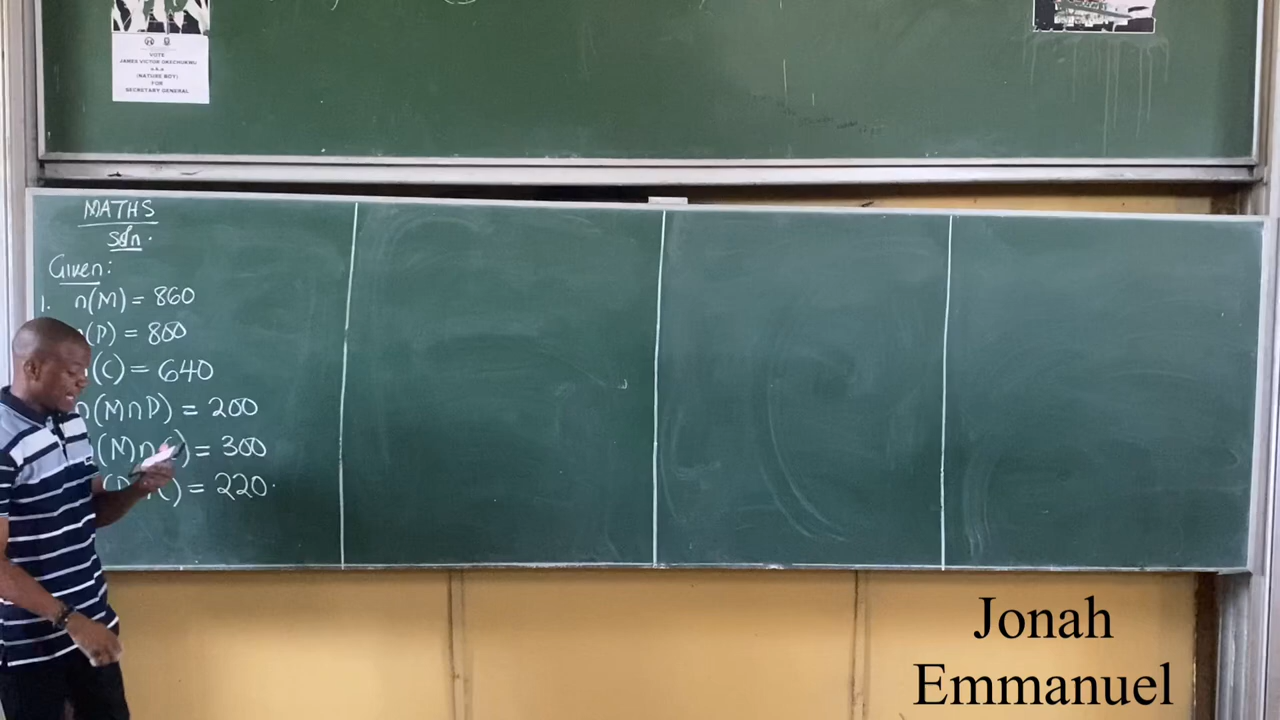 VOTE
JAMES VICTOR OKECHUKWU
a.k.a
(NATURE BOY)
FOR
SECRETARY GENERAL
MATHS
Soln.
Given:
1. n(M) = 860
(P) = 800
(C) = 640
n(M∩P) = 200
(M∩C) = 300
) = 220.
Jonah
Emmanuel